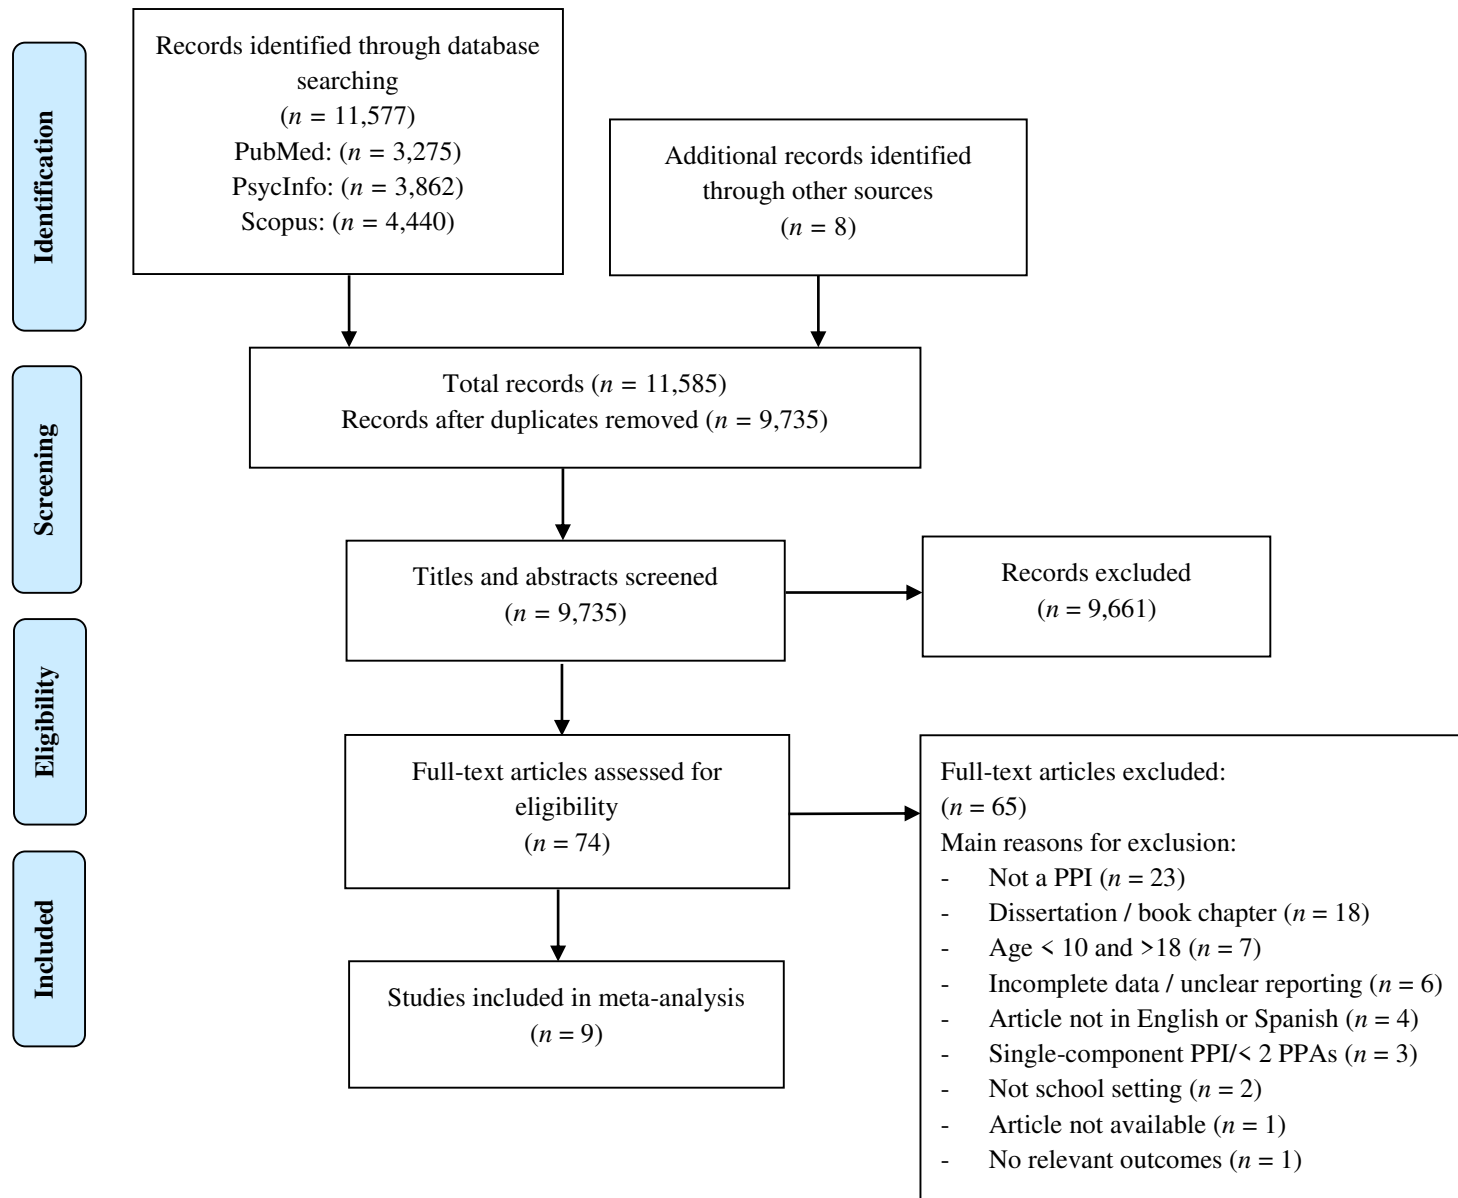 Identification
Records identified through database
searching
(n = 11,577)
PubMed: (n = 3,275)
PsycInfo: (n = 3,862)
Scopus: (n = 4,440)
Additional records identified
through other sources
(n = 8)
Screening
Total records (n = 11,585)
Records after duplicates removed (n = 9,735)
Titles and abstracts screened
(n = 9,735)
Records excluded
(n = 9,661)
Eligibility
Full-text articles assessed for
eligibility
(n = 74)
Full-text articles excluded:
(n = 65)
Main reasons for exclusion:
- Not a PPI (n = 23)
- Dissertation / book chapter (n = 18)
- Age < 10 and >18 (n = 7)
- Incomplete data / unclear reporting (n = 6)
- Article not in English or Spanish (n = 4)
- Single-component PPI/< 2 PPAs (n = 3)
- Not school setting (n = 2)
- Article not available (n = 1)
- No relevant outcomes (n = 1)
Included
Studies included in meta-analysis
(n = 9)